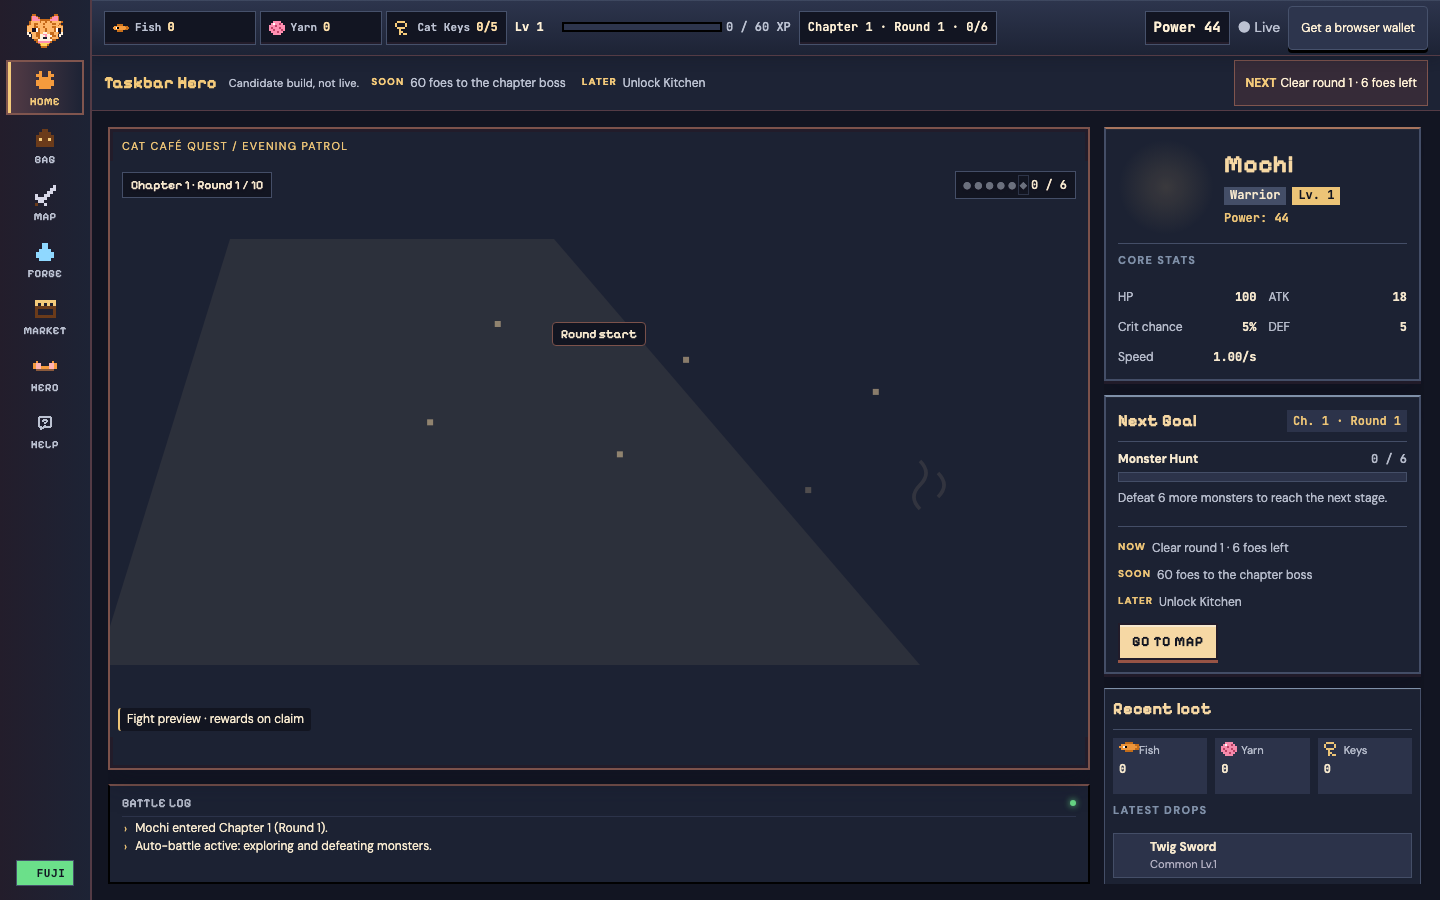 Fish 0
Yarn 0
Cat Keys 0/5
Lv 1
0 / 60 XP
Chapter 1 · Round 1 · 0/6
Power 44
Live
Get a browser wallet
Taskbar Hero
Candidate build, not live.
SOON 60 foes to the chapter boss
LATER Unlock Kitchen
NEXT Clear round 1 · 6 foes left
HOME
BAG
MAP
FORGE
MARKET
HERO
HELP
FUJI
CAT CAFÉ QUEST / EVENING PATROL
Chapter 1 · Round 1 / 10
0 / 6
Round start
Fight preview · rewards on claim
BATTLE LOG
› Mochi entered Chapter 1 (Round 1).
› Auto-battle active: exploring and defeating monsters.
Mochi
Warrior Lv. 1
Power: 44
CORE STATS
HP 100 ATK 18
Crit chance 5% DEF 5
Speed 1.00/s
Next Goal
Ch. 1 · Round 1
Monster Hunt 0 / 6
Defeat 6 more monsters to reach the next stage.
NOW Clear round 1 · 6 foes left
SOON 60 foes to the chapter boss
LATER Unlock Kitchen
GO TO MAP
Recent loot
Fish 0
Yarn 0
Keys 0
LATEST DROPS
Twig Sword
Common Lv.1